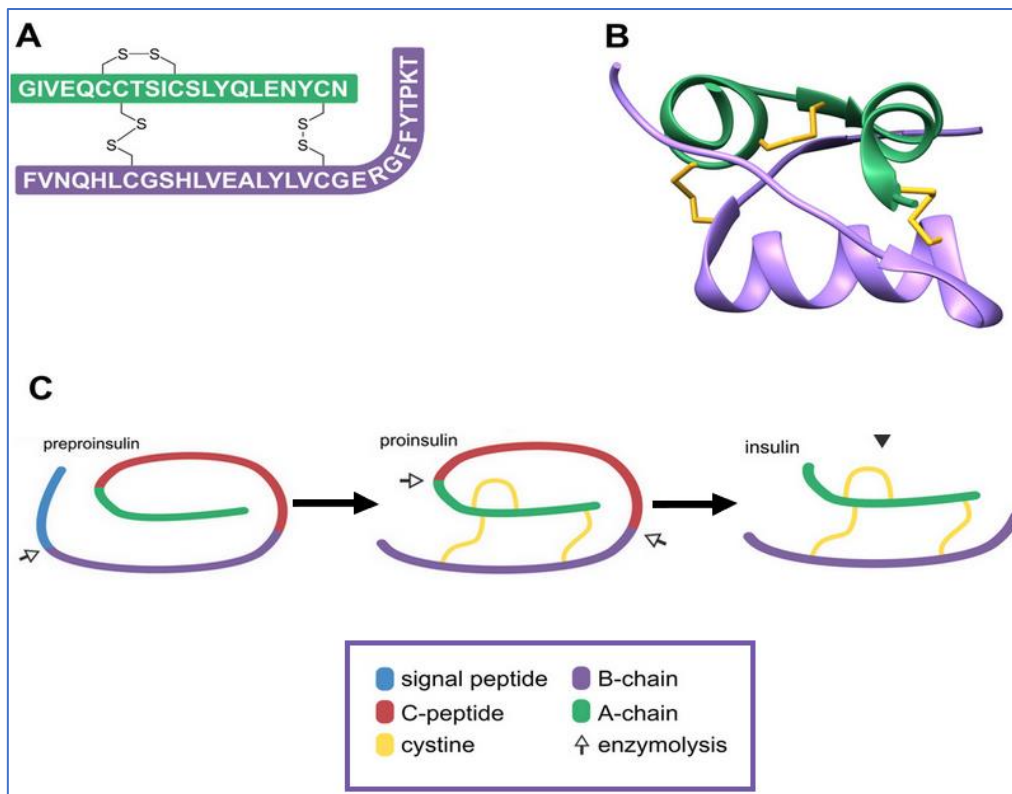 A
S S
GIVEQCCTSICSLYQLENYCN
S
S
S
S
FVNQHLCGSHLVEALYLVCGERGFFYTPKT
B
C
preproinsulin
proinsulin
insulin
signal peptide
C-peptide
cystine
B-chain
A-chain
enzymolysis